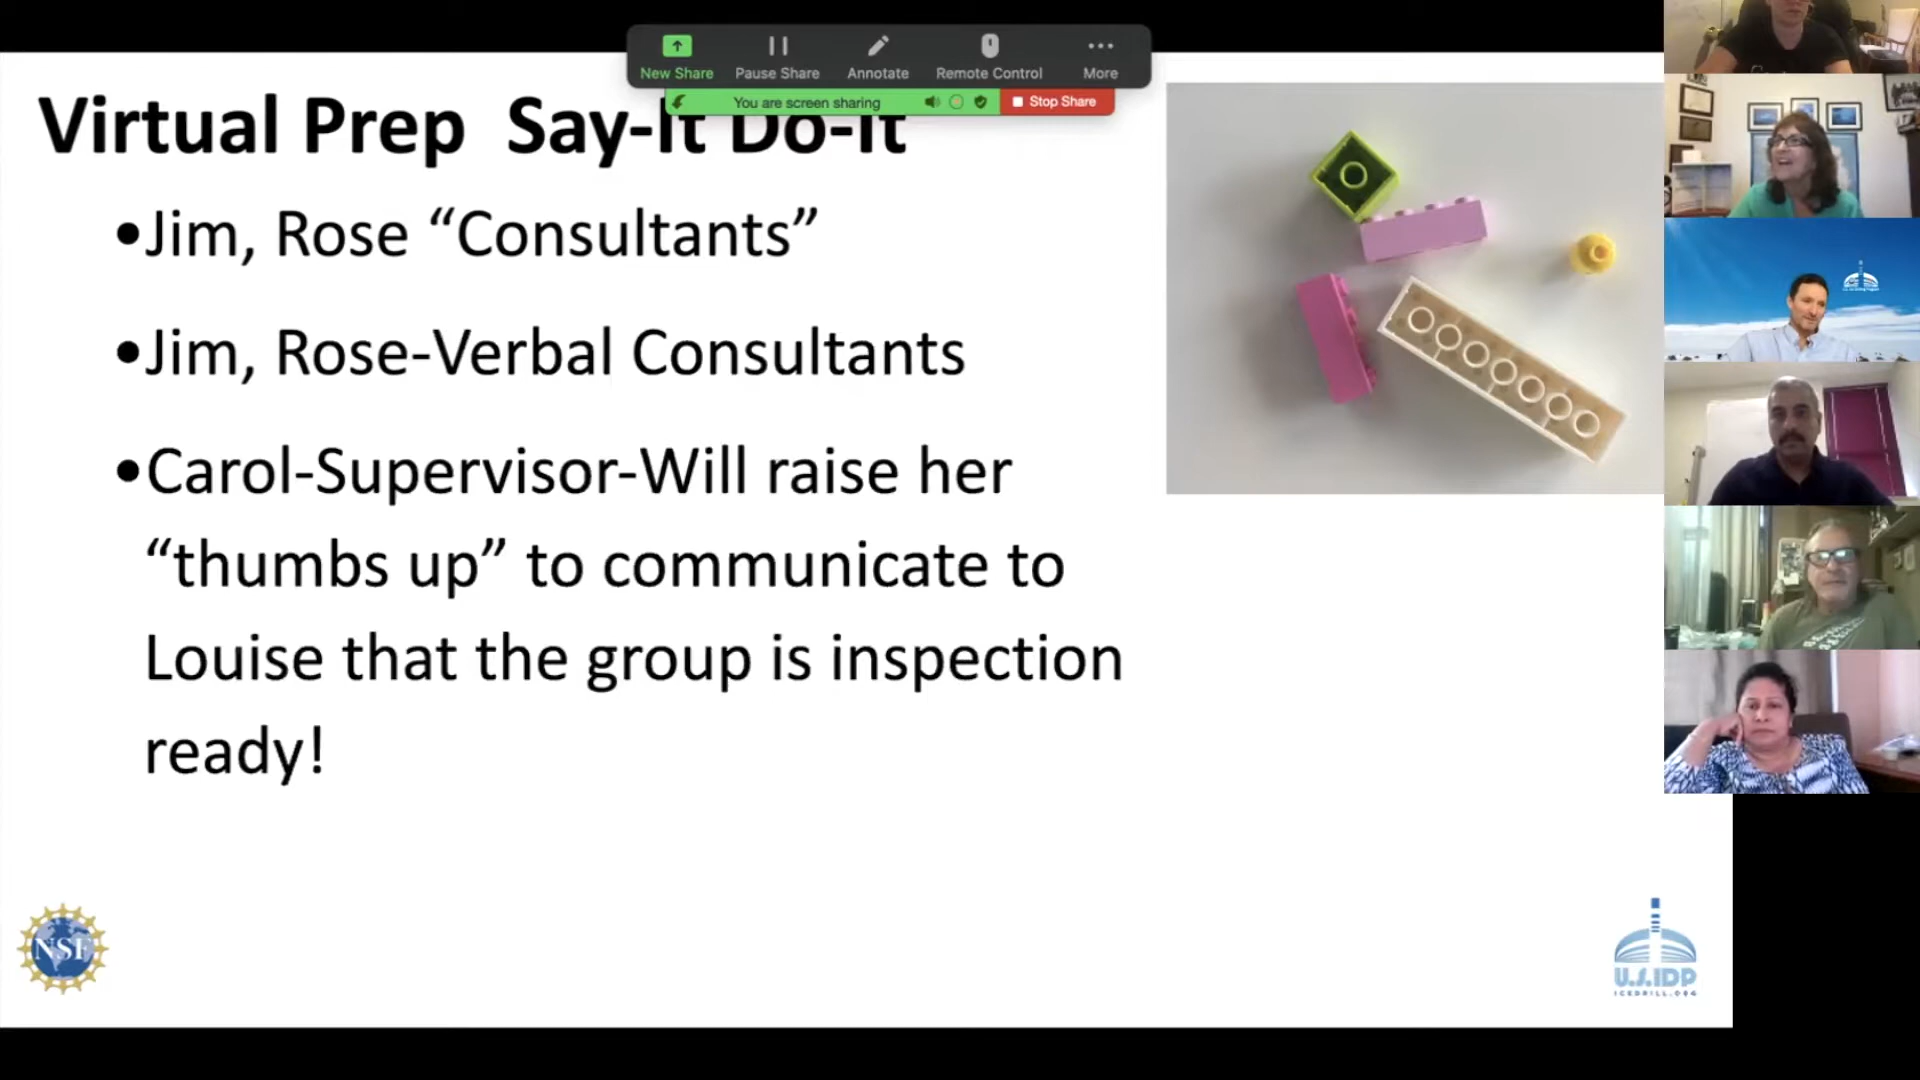 New Share
Pause Share
Annotate
Remote Control
More
You are screen sharing
Stop Share
Virtual Prep Say-It Do-It
•Jim, Rose “Consultants”
•Jim, Rose-Verbal Consultants
•Carol-Supervisor-Will raise her
“thumbs up” to communicate to
Louise that the group is inspection
ready!
NSF
U.S.IDP
ICEDRILL.ORG